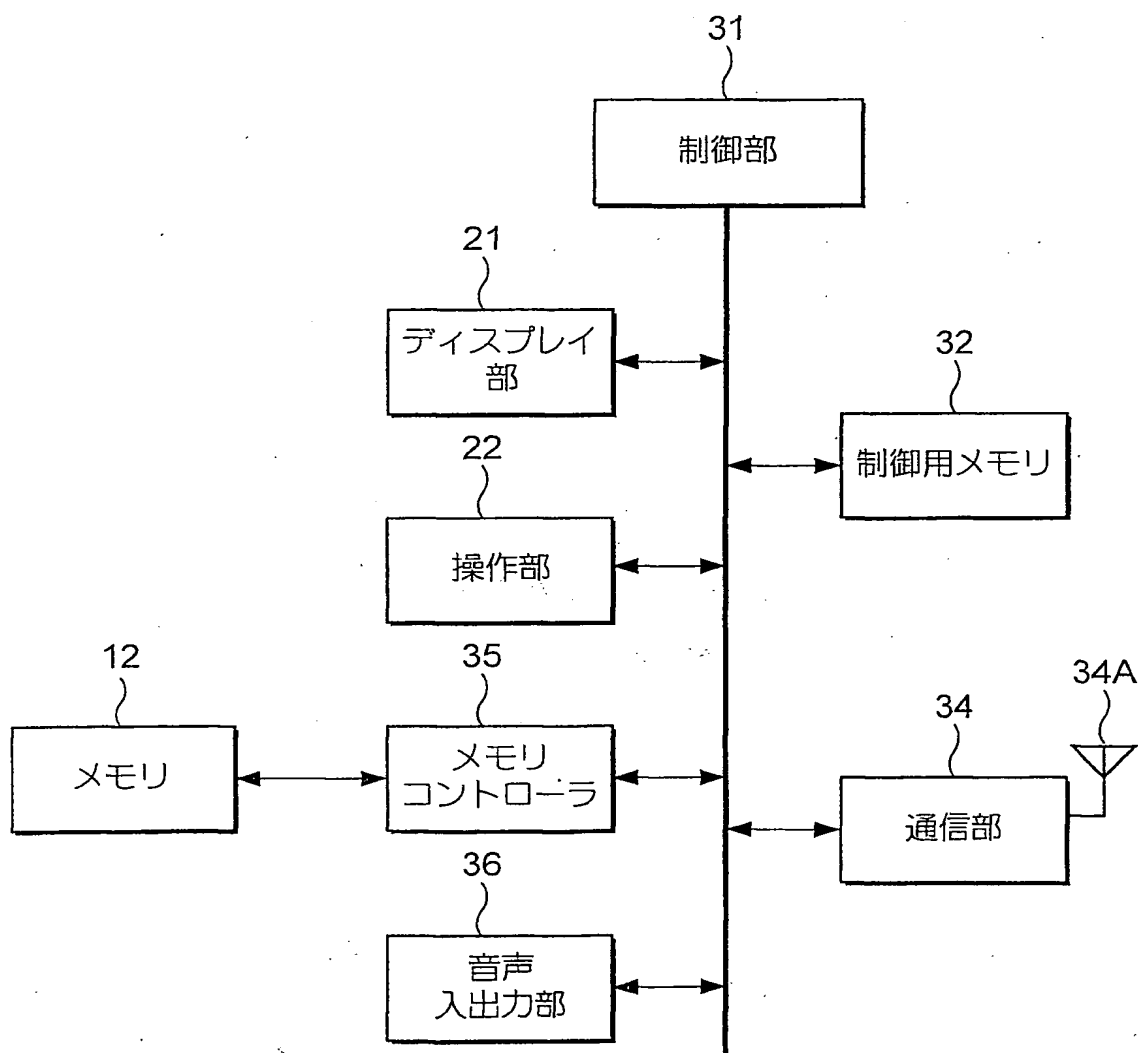 31
制御部
21
ディスプレイ
部
32
制御用メモリ
22
操作部
12
メモリ
35
メモリ
コントローラ
34
34A
通信部
36
音声
入出力部